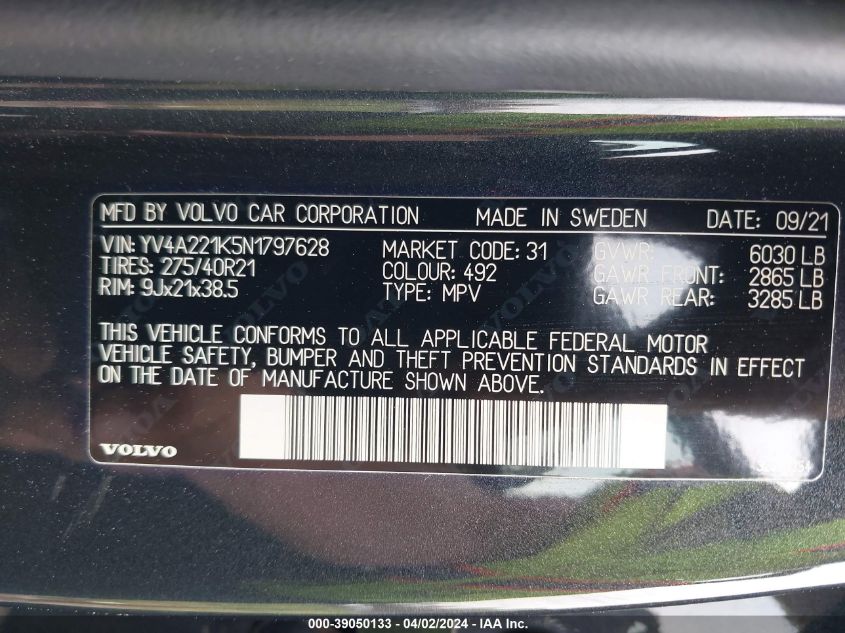 MFD BY VOLVO CAR CORPORATION MADE IN SWEDEN DATE: 09/21
VIN: YV4A221K5N1797628 MARKET CODE: 31 GVWR: 6030 LB
TIRES: 275/40R21 COLOUR: 492 GAWR FRONT: 2865 LB
RIM: 9Jx21x38.5 TYPE: MPV GAWR REAR: 3285 LB
THIS VEHICLE CONFORMS TO ALL APPLICABLE FEDERAL MOTOR
VEHICLE SAFETY, BUMPER AND THEFT PREVENTION STANDARDS IN EFFECT
ON THE DATE OF MANUFACTURE SHOWN ABOVE.
VOLVO
000-39050133 - 04/02/2024 - IAA Inc.